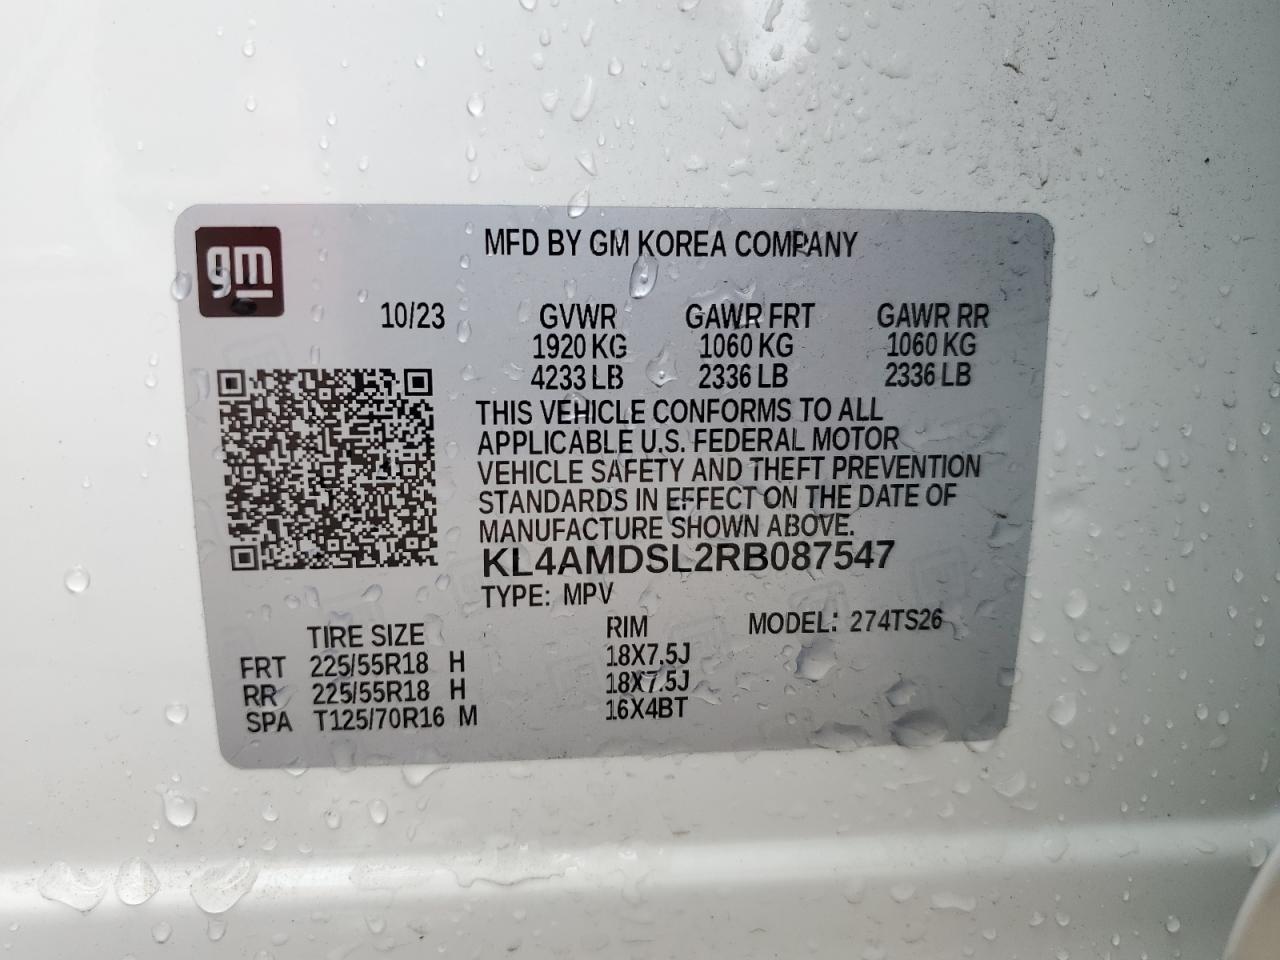 gm
MFD BY GM KOREA COMPANY
10/23 GVWR GAWR FRT GAWR RR
1920 KG 1060 KG 1060 KG
4233 LB 2336 LB 2336 LB
THIS VEHICLE CONFORMS TO ALL
APPLICABLE U.S. FEDERAL MOTOR
VEHICLE SAFETY AND THEFT PREVENTION
STANDARDS IN EFFECT ON THE DATE OF
MANUFACTURE SHOWN ABOVE.
KL4AMDSL2RB087547
TYPE: MPV
TIRE SIZE RIM MODEL: 274TS26
FRT 225/55R18 H 18X7.5J
RR 225/55R18 H 18X7.5J
SPA T125/70R16 M 16X4BT